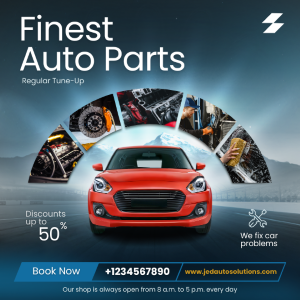 Finest
Auto Parts
Regular Tune-Up
Discounts
up to
50%
We fix car
problems
Book Now
+1234567890
www.jedautosolutions.com
Our shop is always open from 8 a.m. to 5 p.m. every day